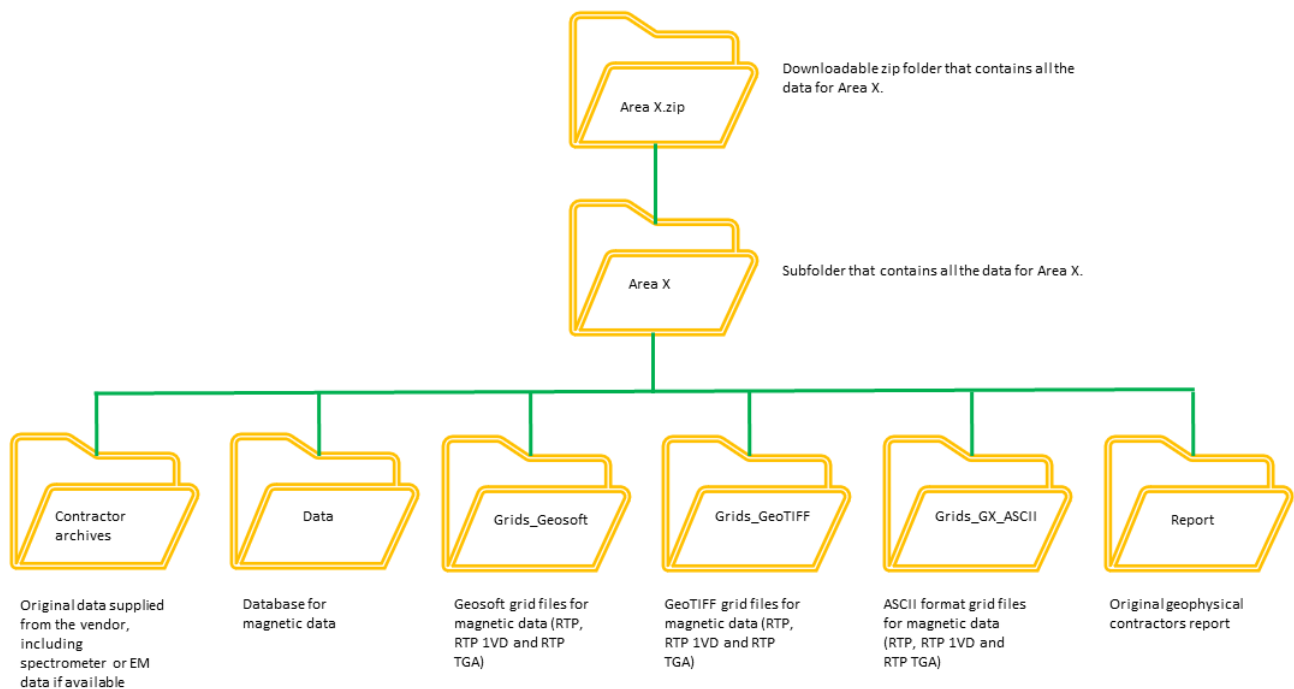 Area X.zip
Downloadable zip folder that contains all the
data for Area X.
Area X
Subfolder that contains all the data for Area X.
Contractor
archives
Data
Grids_Geosoft
Grids_GeoTIFF
Grids_GX_ASCII
Report
Original data supplied
from the vendor,
including
spectrometer or EM
data if available
Database for
magnetic data
Geosoft grid files for
magnetic data (RTP,
RTP 1VD and RTP
TGA)
GeoTIFF grid files for
magnetic data (RTP,
RTP 1VD and RTP
TGA)
ASCII format grid files
for magnetic data
(RTP, RTP 1VD and
RTP TGA)
Original geophysical
contractors report